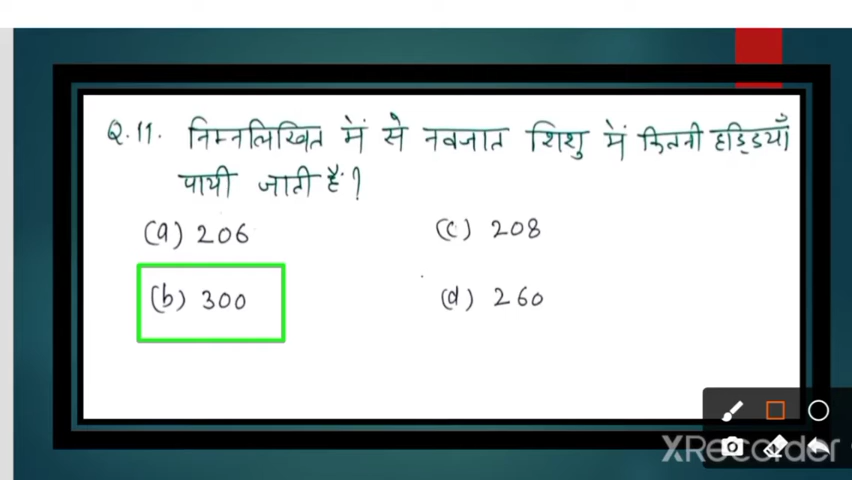 Q.11. निम्नलिखित में से नवजात शिशु में कितनी हड्डियाँ
पायी जाती हैं?
(a) 206 (c) 208
(b) 300 (d) 260
XRecorder